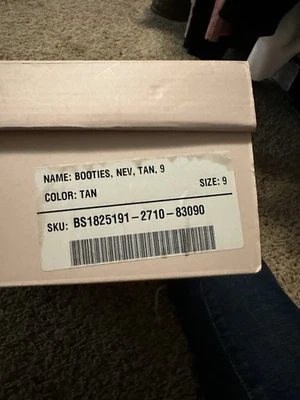 NAME: BOOTIES, NEV, TAN, 9
COLOR: TAN SIZE: 9
SKU: BS1825191-2710-83090